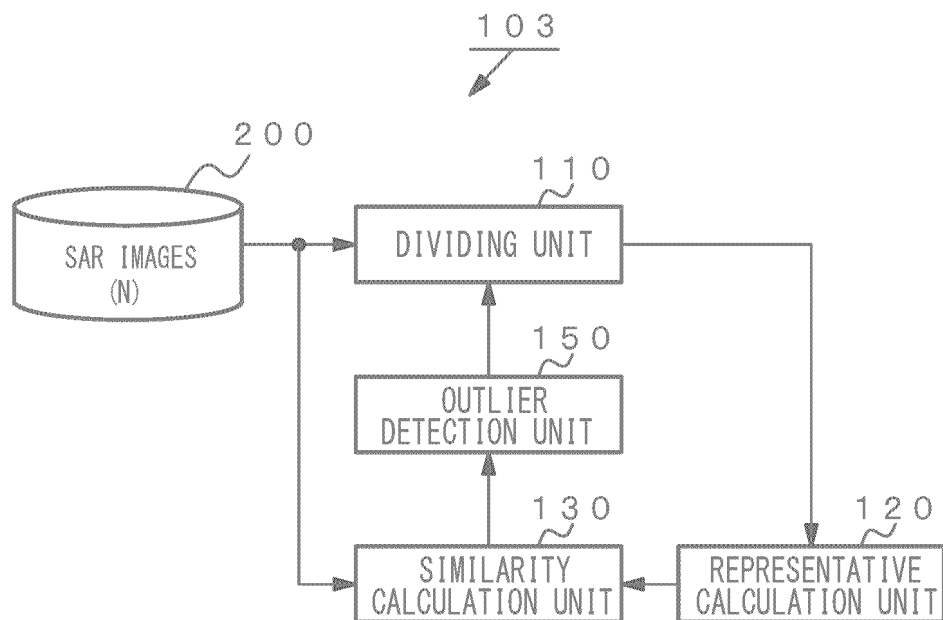 103
200
110
SAR IMAGES
(N)
DIVIDING UNIT
150
OUTLIER
DETECTION UNIT
130
120
SIMILARITY
CALCULATION UNIT
REPRESENTATIVE
CALCULATION UNIT